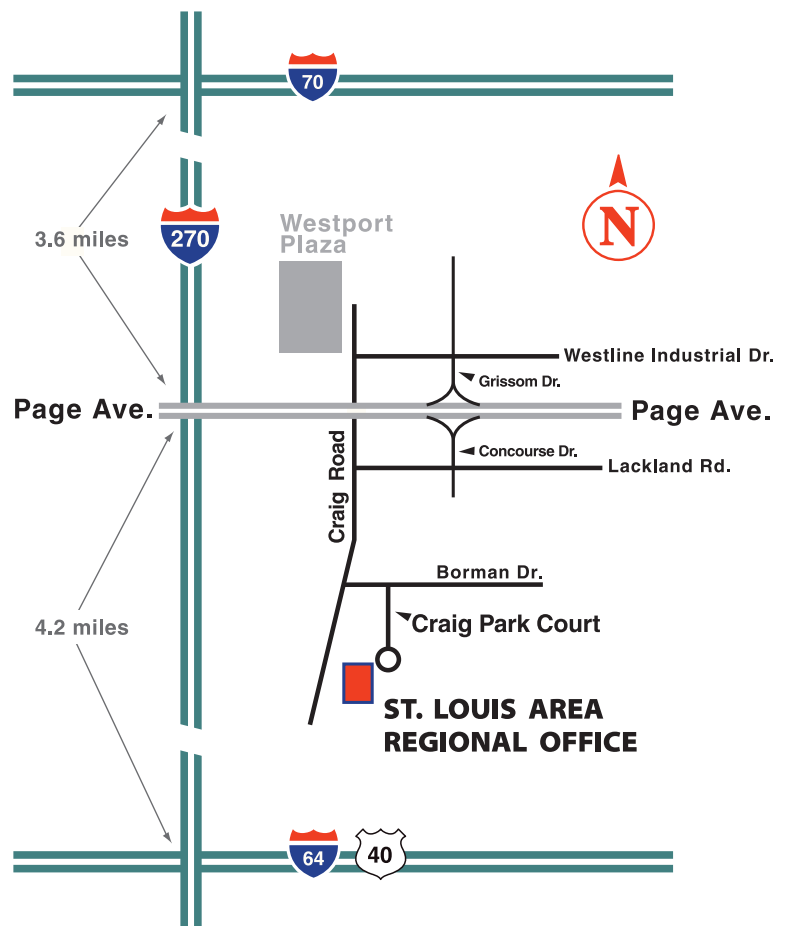 70
3.6 miles
270
Westport
Plaza
N
Westline Industrial Dr.
Grissom Dr.
Page Ave.
Page Ave.
Craig Road
Concourse Dr.
Lackland Rd.
Borman Dr.
4.2 miles
Craig Park Court
ST. LOUIS AREA
REGIONAL OFFICE
64
40